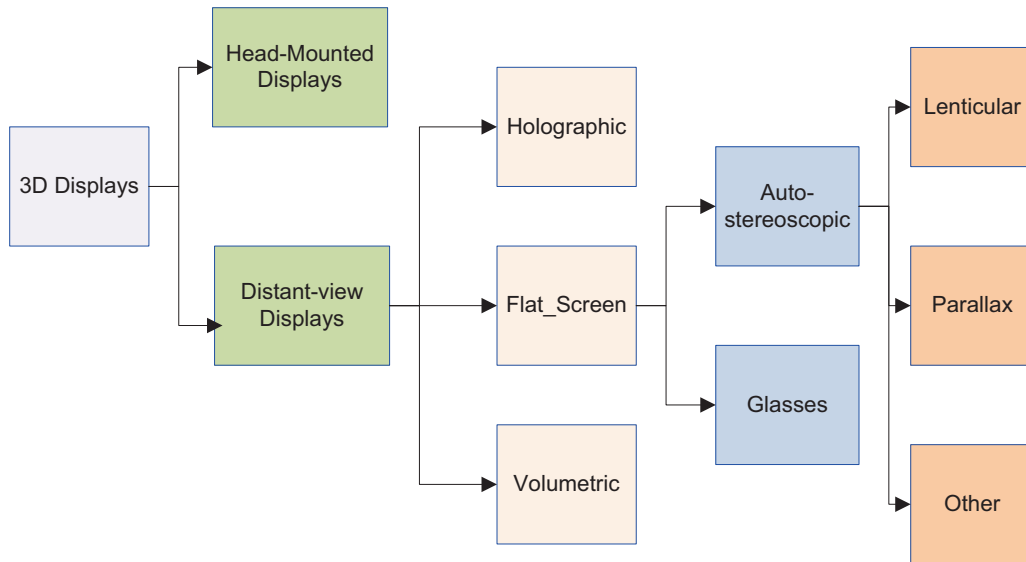 3D Displays
Head-Mounted
Displays
Distant-view
Displays
Holographic
Flat_Screen
Volumetric
Auto-
stereoscopic
Glasses
Lenticular
Parallax
Other